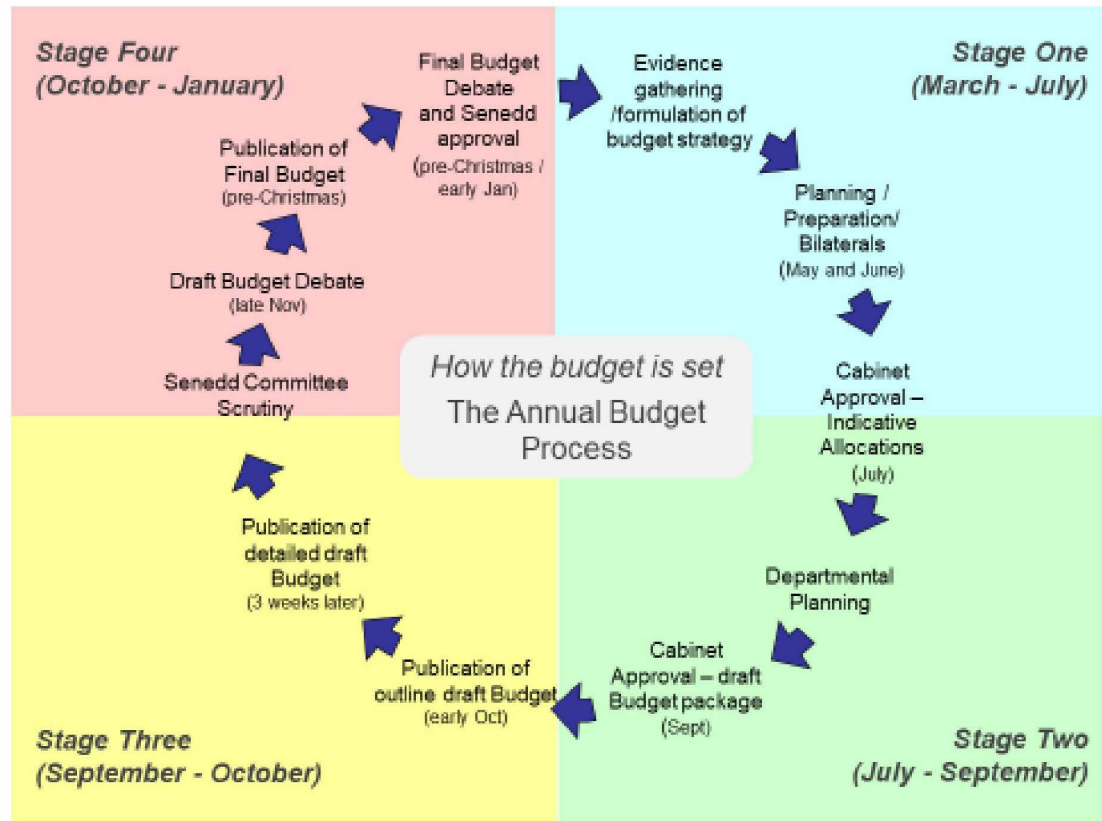 Stage Four
(October - January)
Final Budget
Debate
and Senedd
approval
(pre-Christmas /
early Jan)
Evidence
gathering
/formulation of
budget strategy
Stage One
(March - July)
Publication of
Final Budget
(pre-Christmas)
Planning /
Preparation/
Bilaterals
(May and June)
Draft Budget Debate
(late Nov)
How the budget is set
The Annual Budget
Process
Senedd Committee
Scrutiny
Cabinet
Approval –
Indicative
Allocations
(July)
Publication of
detailed draft
Budget
(3 weeks later)
Departmental
Planning
Publication of
outline draft Budget
(early Oct)
Cabinet
Approval – draft
Budget package
(Sept)
Stage Three
(September - October)
Stage Two
(July - September)